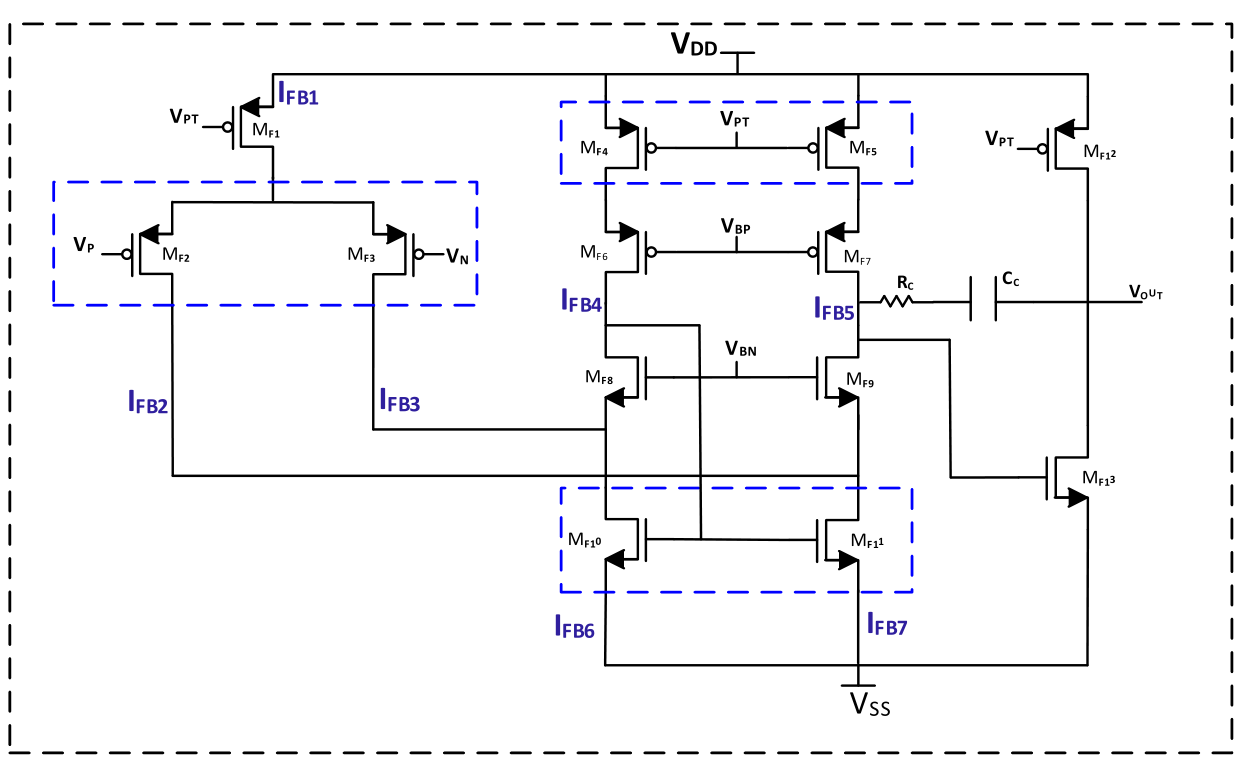 VDD
IFB1
VPT
MF1
VPT
MF4
MF5
VPT
MF12
VP
MF2
MF3
VN
VBP
MF6
MF7
IFB4
IFB5
RC
CC
VOUT
VBN
MF8
MF9
IFB2
IFB3
MF13
MF10
MF11
IFB6
IFB7
VSS